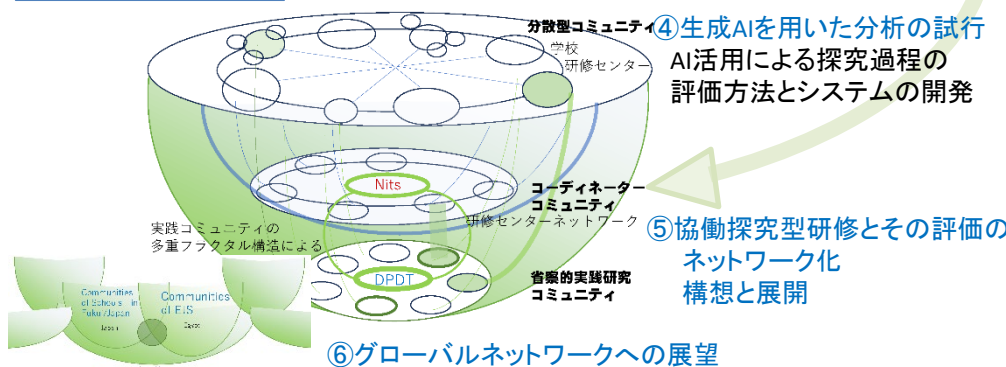 分散型コミュニティ
学校
研修センター
④生成AIを用いた分析の試行
AI活用による探究過程の
評価方法とシステムの開発
Nits
コーディネーター
コミュニティ
研修センターネットワーク
実践コミュニティの
多重フラクタル構造による
⑤協働探究型研修とその評価の
ネットワーク化
構想と展開
DPDT
省察的実践研究
コミュニティ
Communities
of Schools in
Fukui/Japan
Japan
Communities
of EJS
Egypt
⑥グローバルネットワークへの展望